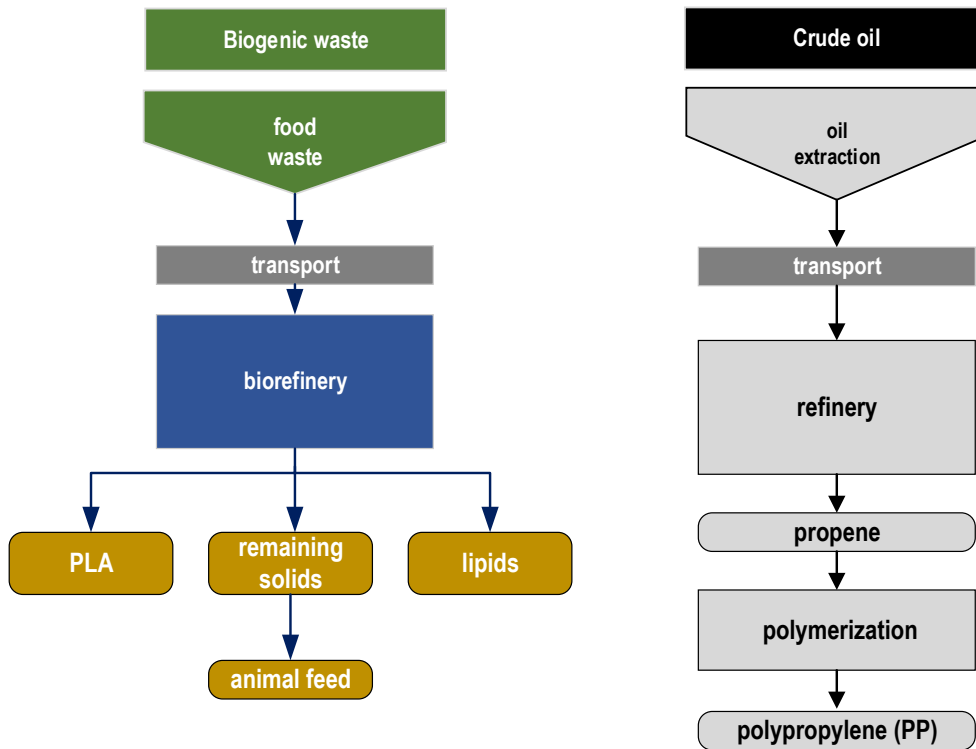 Biogenic waste
food
waste
transport
biorefinery
PLA
remaining
solids
lipids
animal feed
Crude oil
oil
extraction
transport
refinery
propene
polymerization
polypropylene (PP)